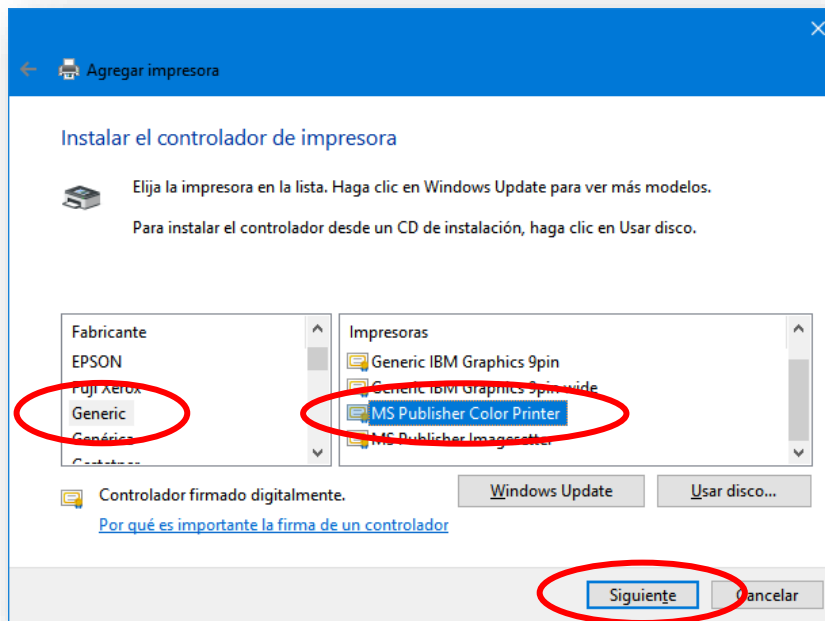 Agregar impresora
Instalar el controlador de impresora
Elija la impresora en la lista. Haga clic en Windows Update para ver más modelos.
Para instalar el controlador desde un CD de instalación, haga clic en Usar disco.
Fabricante
EPSON
Fuji Xerox
Generic
Genérica
Gestetner
Impresoras
Generic IBM Graphics 9pin
Generic IBM Graphics 9pin wide
MS Publisher Color Printer
MS Publisher Imagesetter
Controlador firmado digitalmente.
Por qué es importante la firma de un controlador
Windows Update
Usar disco...
Siguiente
Cancelar